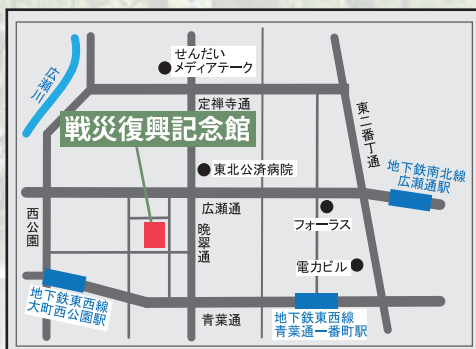 せんだい
メディアテーク
広瀬川
定禅寺通
戦災復興記念館
東二番丁通
東北公済病院
地下鉄南北線
広瀬通駅
西公園
広瀬通
晩翠通
フォーラス
電力ビル
地下鉄東西線
大町西公園駅
青葉通
地下鉄東西線
青葉通一番町駅